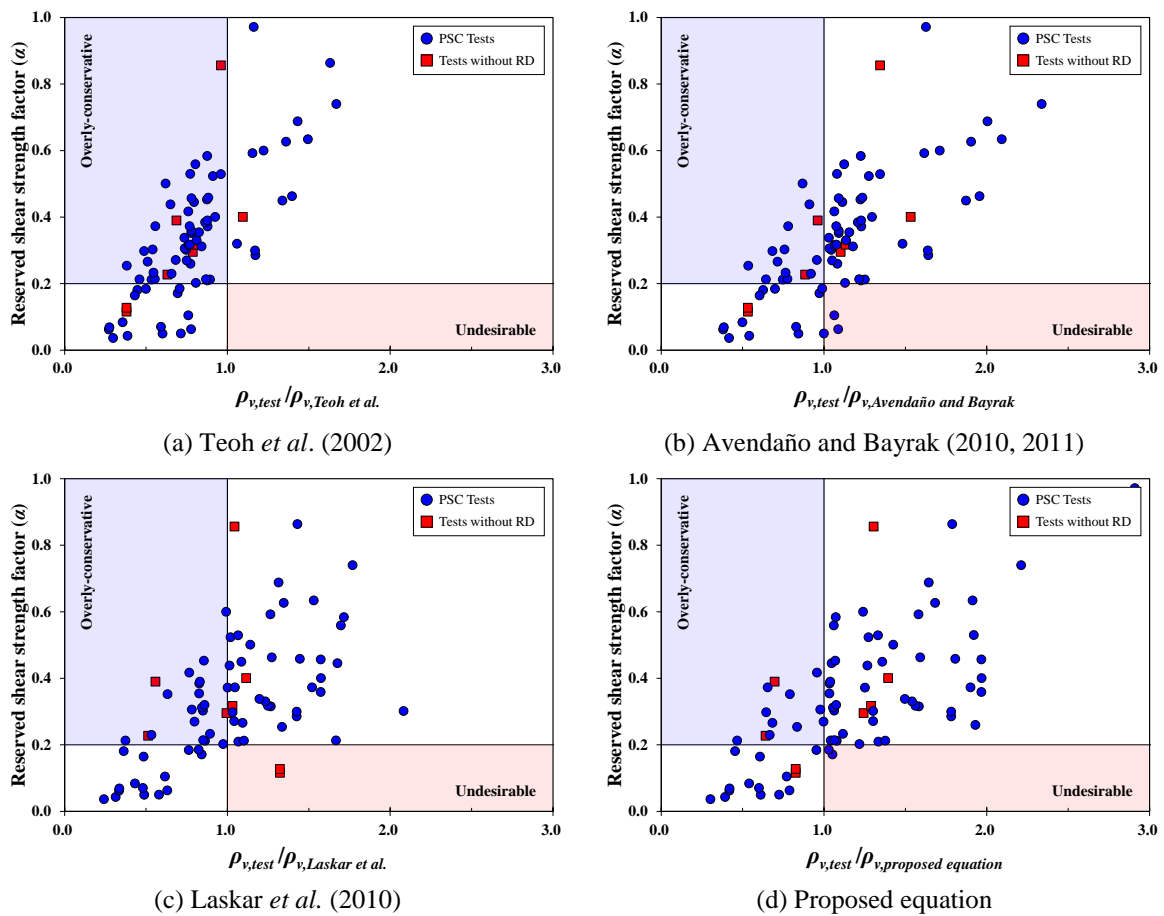 1.0
0.8
0.6
0.4
0.2
0.0
Reserved shear strength factor (α)
Overly-conservative
PSC Tests
Tests without RD
Undesirable
0.0 1.0 2.0 3.0
ρv,test /ρv,Teoh et al.
(a) Teoh et al. (2002)
1.0
0.8
0.6
0.4
0.2
0.0
Reserved shear strength factor (α)
Overly-conservative
PSC Tests
Tests without RD
Undesirable
0.0 1.0 2.0 3.0
ρv,test /ρv,Avendaño and Bayrak
(b) Avendaño and Bayrak (2010, 2011)
1.0
0.8
0.6
0.4
0.2
0.0
Reserved shear strength factor (α)
Overly-conservative
PSC Tests
Tests without RD
Undesirable
0.0 1.0 2.0 3.0
ρv,test /ρv,Laskar et al.
(c) Laskar et al. (2010)
1.0
0.8
0.6
0.4
0.2
0.0
Reserved shear strength factor (α)
Overly-conservative
PSC Tests
Tests without RD
Undesirable
0.0 1.0 2.0 3.0
ρv,test /ρv,proposed equation
(d) Proposed equation